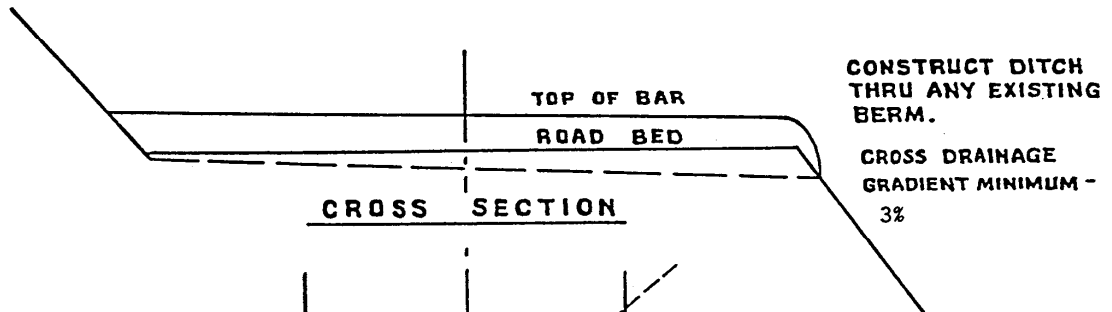 TOP OF BAR
ROAD BED
CROSS SECTION
CONSTRUCT DITCH
THRU ANY EXISTING
BERM.
CROSS DRAINAGE
GRADIENT MINIMUM -
3%